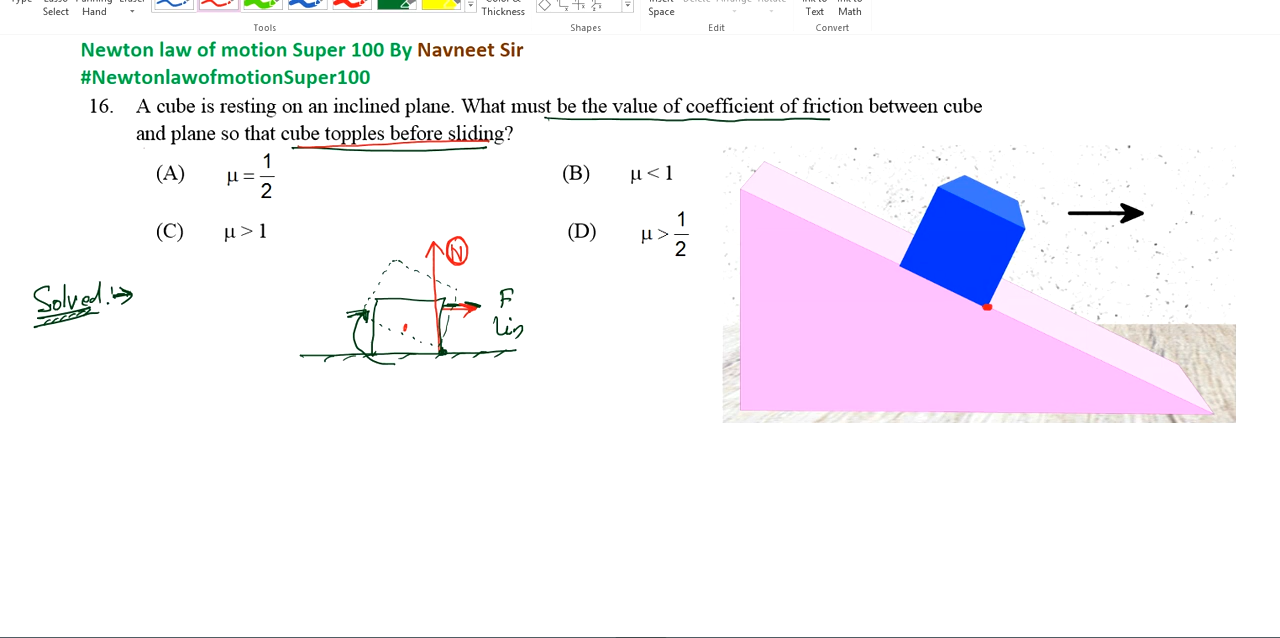 Select
Hand
Thickness
Space
Text
Math
Tools
Shapes
Edit
Convert
Newton law of motion Super 100 By Navneet Sir
#NewtonlawofmotionSuper100
16. A cube is resting on an inclined plane. What must be the value of coefficient of friction between cube
and plane so that cube topples before sliding?
(A) μ = 1/2
(B) μ < 1
(C) μ > 1
(D) μ > 1/2
Solved:→
N
F